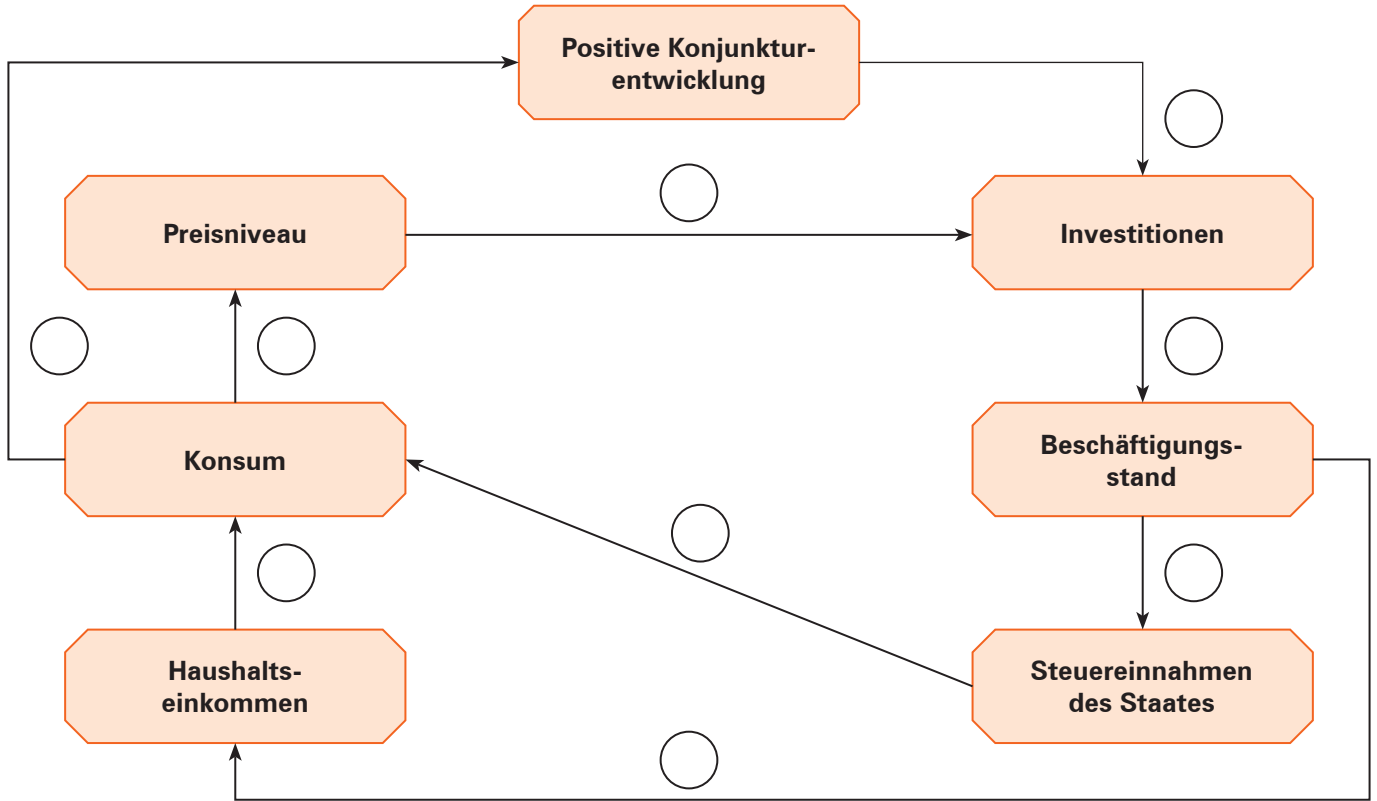 Positive Konjunktur-
entwicklung
Preisniveau
Investitionen
Konsum
Beschäftigungs-
stand
Haushalts-
einkommen
Steuereinnahmen
des Staates